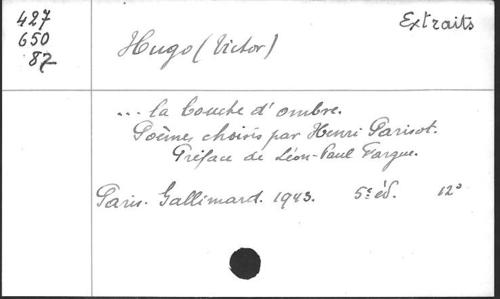 427
650
87
Extraits
Hugo (Victor)
... la bouche d'ombre.
Poèmes choisis par Henri Parisot.
Préface de Léon-Paul Fargue.
Paris. Gallimard. 1943. 5e éd. 12°